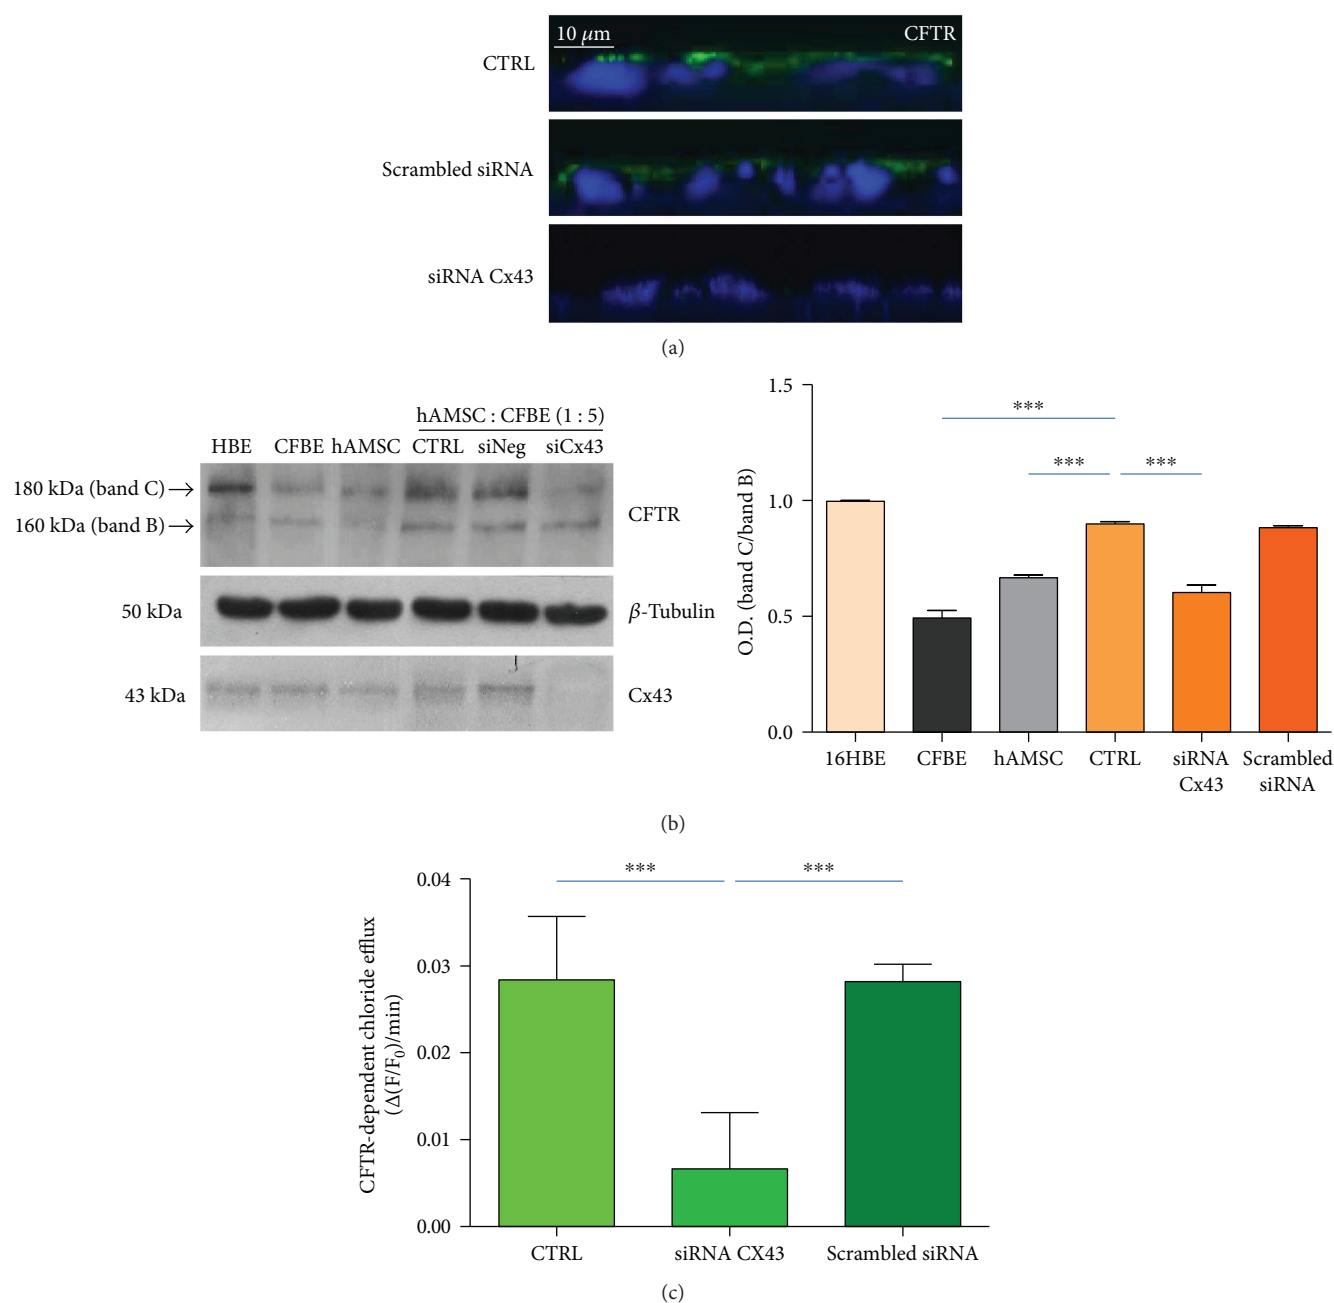 10 μm
CFTR
CTRL
Scrambled siRNA
siRNA Cx43
(a)
hAMSC : CFBE (1 : 5)
HBE CFBE hAMSC CTRL siNeg siCx43
180 kDa (band C)→
160 kDa (band B)→
CFTR
50 kDa
β-Tubulin
43 kDa
Cx43
O.D. (band C/band B)
1.5
1.0
0.5
0.0
***
*** ***
16HBE CFBE hAMSC CTRL siRNA Cx43 Scrambled siRNA
(b)
CFTR-dependent chloride efflux
(Δ(F/F0)/min)
0.04
0.03
0.02
0.01
0.00
*** ***
CTRL siRNA CX43 Scrambled siRNA
(c)